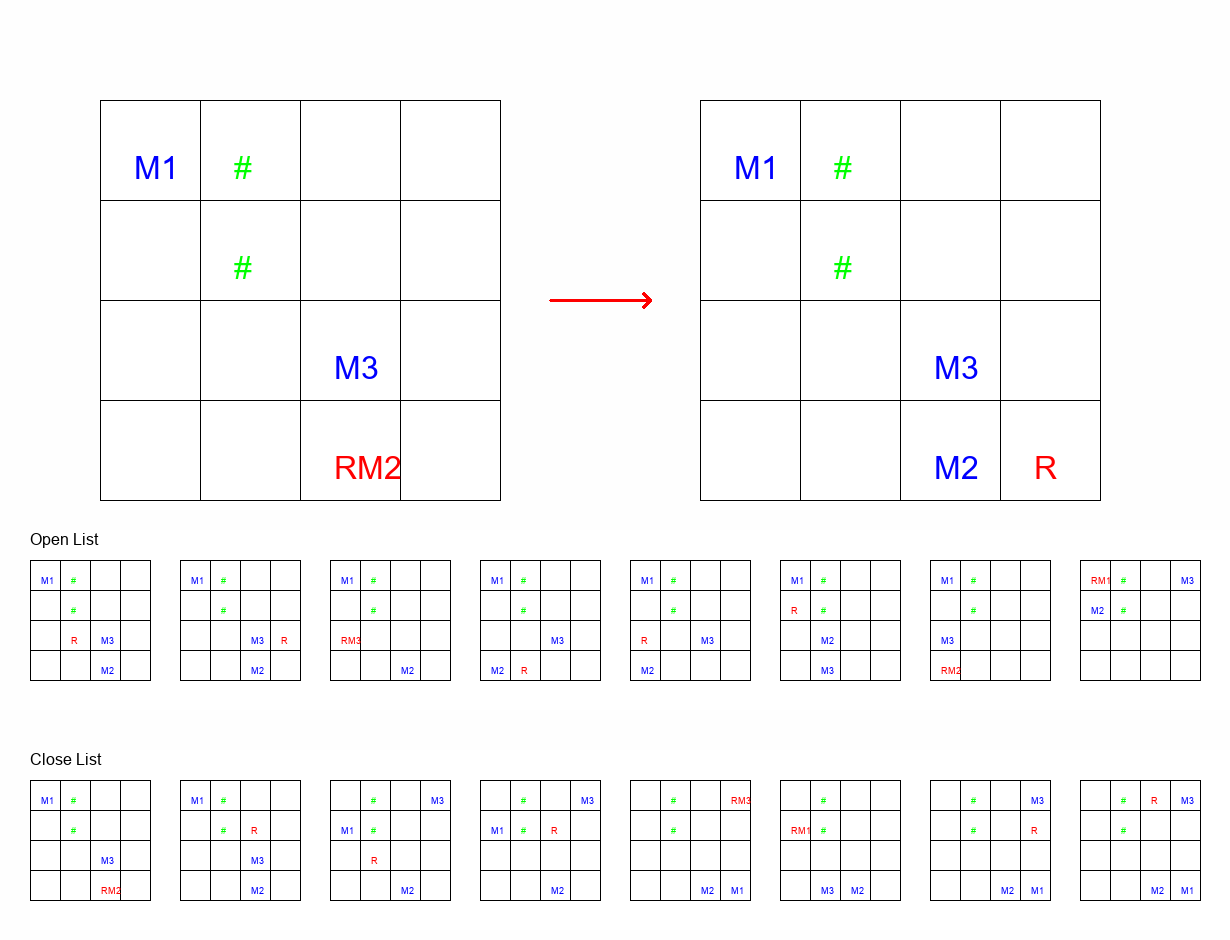 M1 # M1 #
# #
M3 M3
RM2 M2 R
Open List
M1 # M1 # M1 # M1 # M1 # M1 # M1 # RM1 # M3
# # # # # R # # M2 #
R M3 M3 R RM3 M3 R M3 M2 M3
M2 M2 M2 M2 R M2 M3 RM2
Close List
M1 # M1 # # M3 # M3 # RM3 # # M3 # R M3
# # R M1 # M1 # R # RM1 # # R #
M3 M3 R
RM2 M2 M2 M2 M2 M1 M3 M2 M2 M1 M2 M1